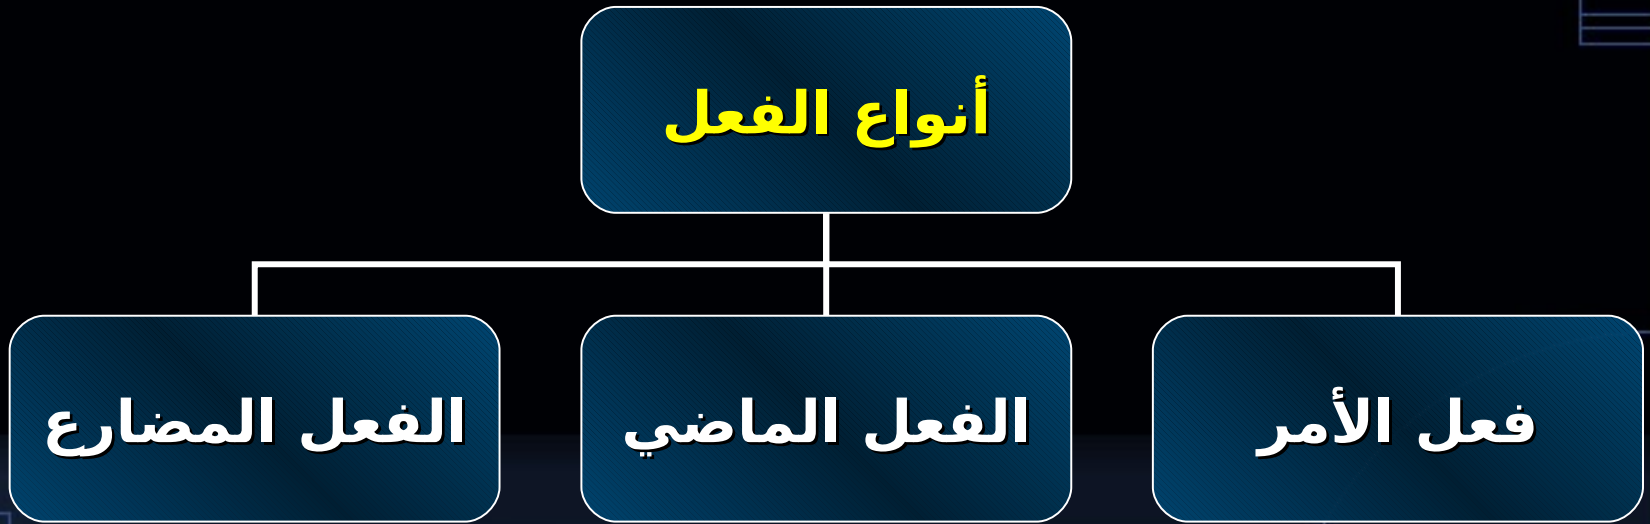 أنواع الفعل
فعل الأمر
الفعل الماضي
الفعل المضارع